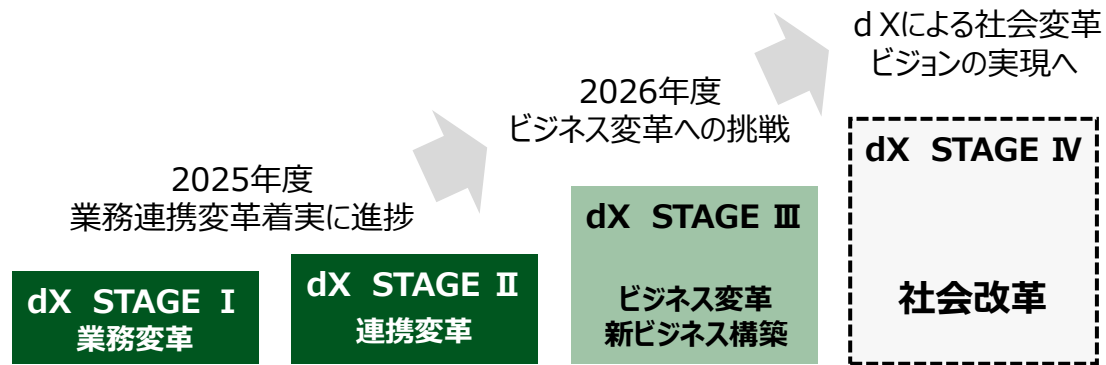 2025年度
業務連携変革着実に進捗
2026年度
ビジネス変革への挑戦
dXによる社会変革
ビジョンの実現へ
dX STAGE Ⅰ
業務変革
dX STAGE Ⅱ
連携変革
dX STAGE Ⅲ
ビジネス変革
新ビジネス構築
dX STAGE Ⅳ
社会改革